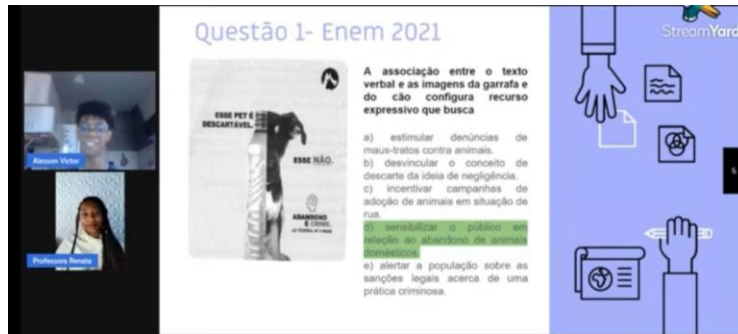 Questão 1- Enem 2021
StreamYard
ESSE PET É
DESCARTÁVEL.
ESSE NÃO.
ABANDONO
É CRIME.
A associação entre o texto
verbal e as imagens da garrafa e
do cão configura recurso
expressivo que busca
a) estimular denúncias de
maus-tratos contra animais.
b) desvincular o conceito de
descarte da ideia de negligência.
c) incentivar campanhas de
adoção de animais em situação de
rua.
d) sensibilizar o público em
relação ao abandono de animais
domésticos.
e) alertar a população sobre as
sanções legais acerca de uma
prática criminosa.
Alesson Victor
Professora Renata
5